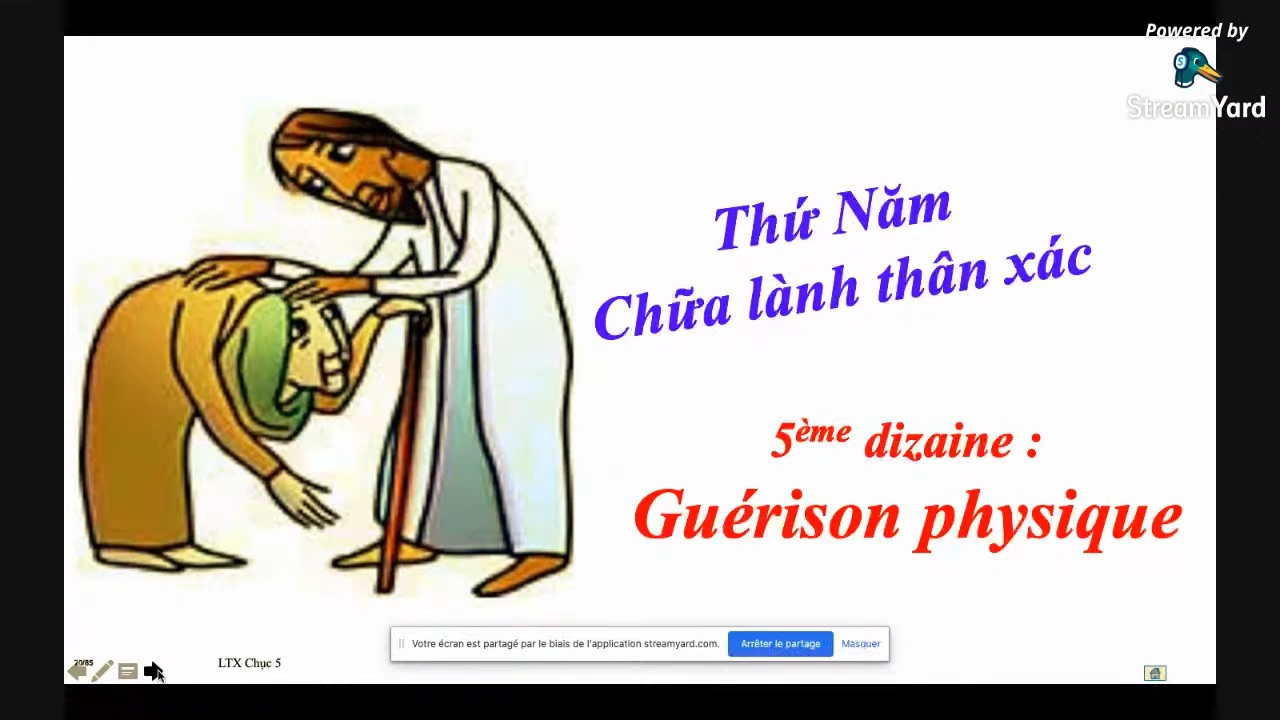 Powered by
StreamYard
Thứ Năm
Chữa lành thân xác
5ème dizaine :
Guérison physique
Votre écran est partagé par le biais de l'application streamyard.com.
Arrêter le partage
Masquer
LTX Chục 5